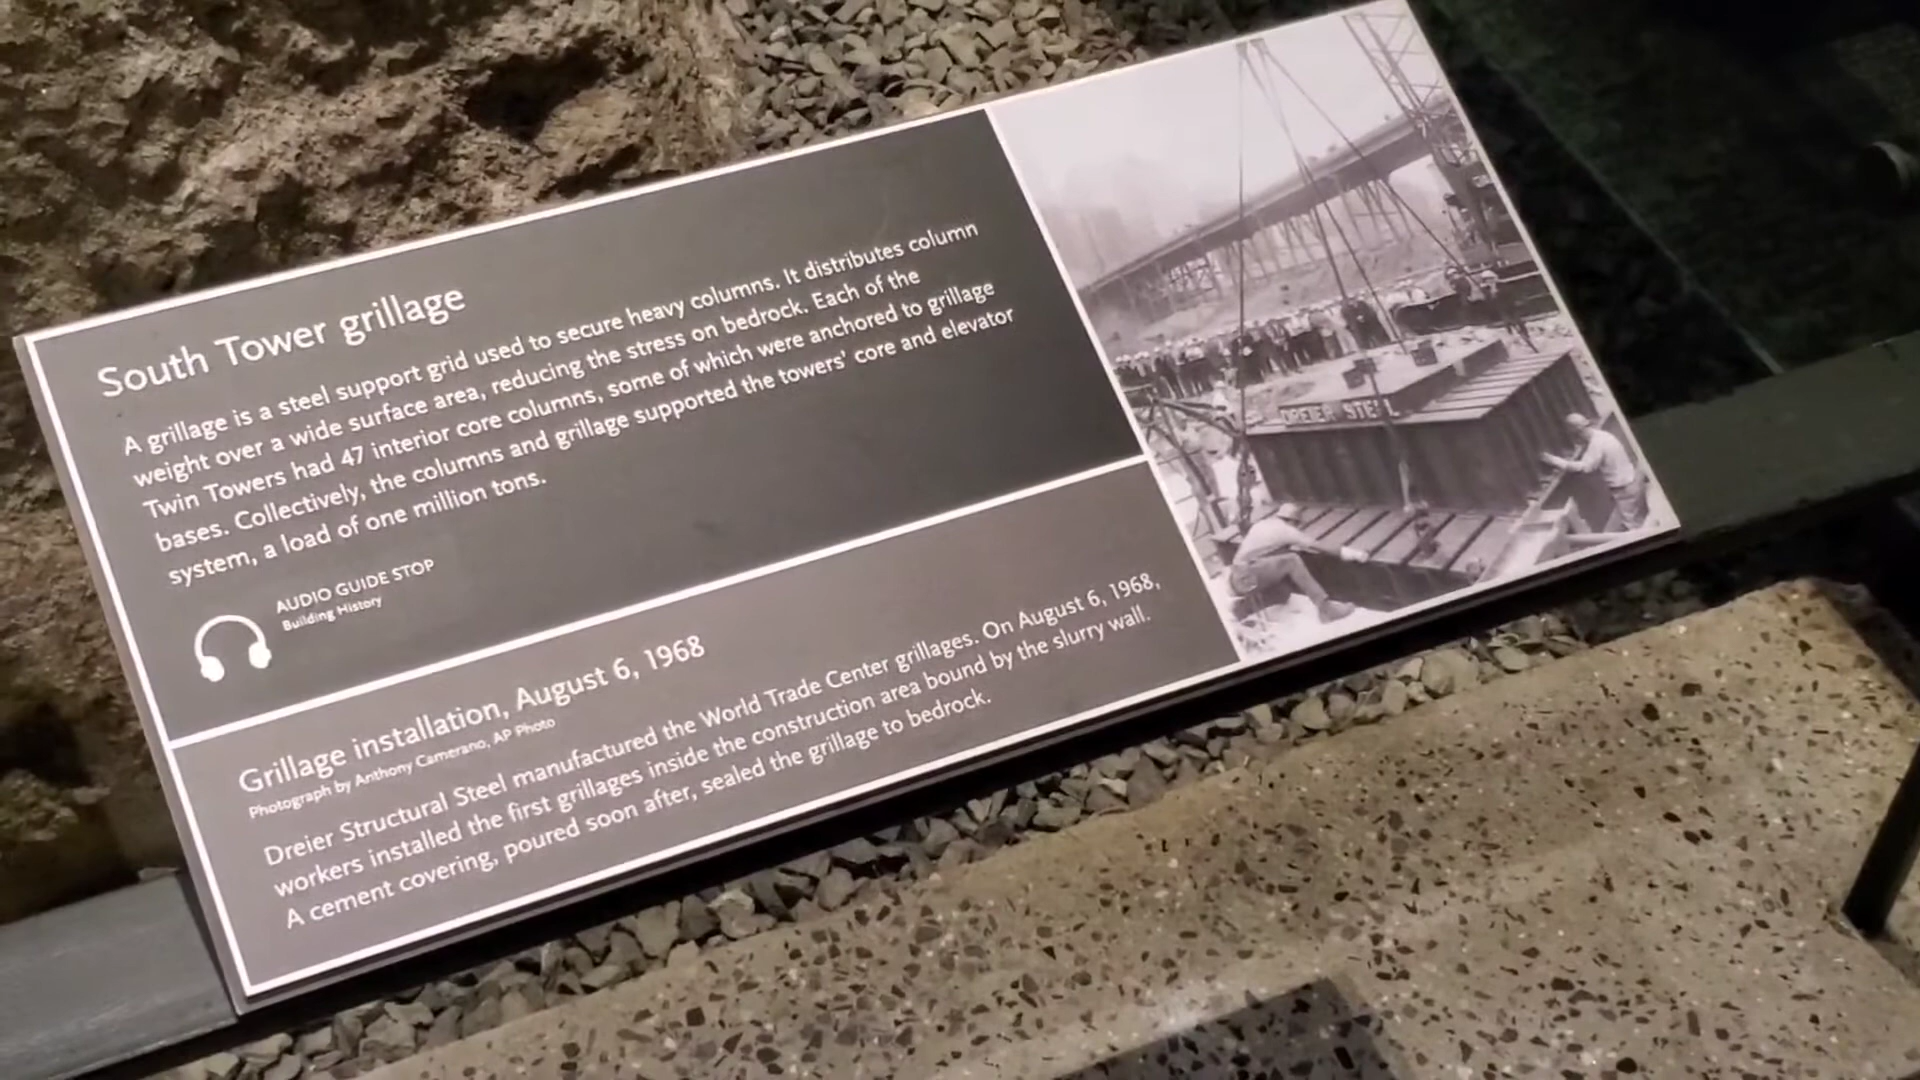 South Tower grillage
A grillage is a steel support grid used to secure heavy columns. It distributes column
weight over a wide surface area, reducing the stress on bedrock. Each of the
Twin Towers had 47 interior core columns, some of which were anchored to grillage
bases. Collectively, the columns and grillage supported the towers' core and elevator
system, a load of one million tons.
AUDIO GUIDE STOP
Building History
Grillage installation, August 6, 1968
Photograph by Anthony Camerano, AP Photo
Dreier Structural Steel manufactured the World Trade Center grillages. On August 6, 1968,
workers installed the first grillages inside the construction area bound by the slurry wall.
A cement covering, poured soon after, sealed the grillage to bedrock.
DREIER STEEL